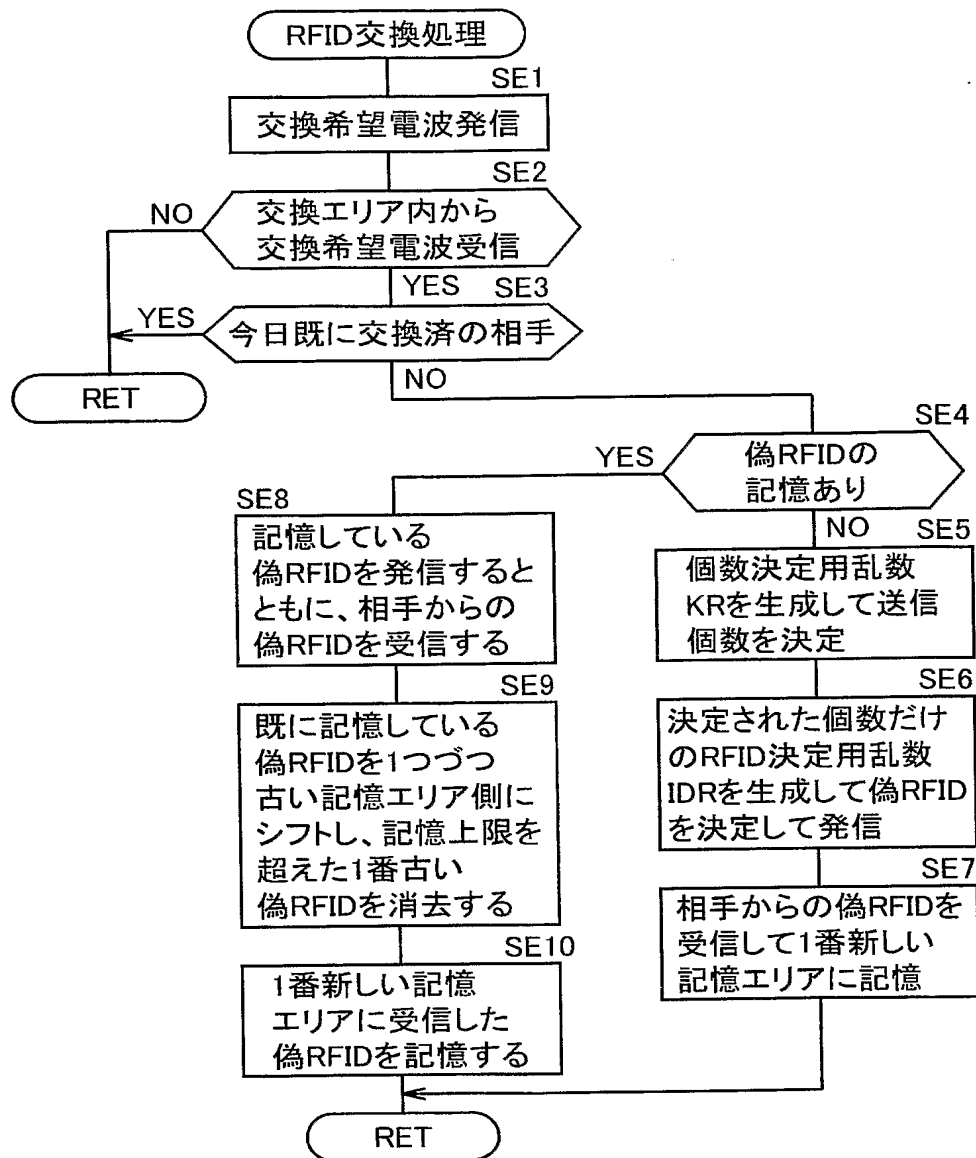 RFID交換処理
SE1
交換希望電波発信
SE2
NO
交換エリア内から
交換希望電波受信
YES
SE3
YES
今日既に交換済の相手
NO
RET
SE4
YES
偽RFIDの
記憶あり
NO
SE5
個数決定用乱数
KRを生成して送信
個数を決定
SE6
決定された個数だけ
のRFID決定用乱数
IDRを生成して偽RFID
を決定して発信
SE7
相手からの偽RFIDを
受信して1番新しい
記憶エリアに記憶
SE8
記憶している
偽RFIDを発信すると
ともに、相手からの
偽RFIDを受信する
SE9
既に記憶している
偽RFIDを1つづつ
古い記憶エリア側に
シフトし、記憶上限を
超えた1番古い
偽RFIDを消去する
SE10
1番新しい記憶
エリアに受信した
偽RFIDを記憶する
RET